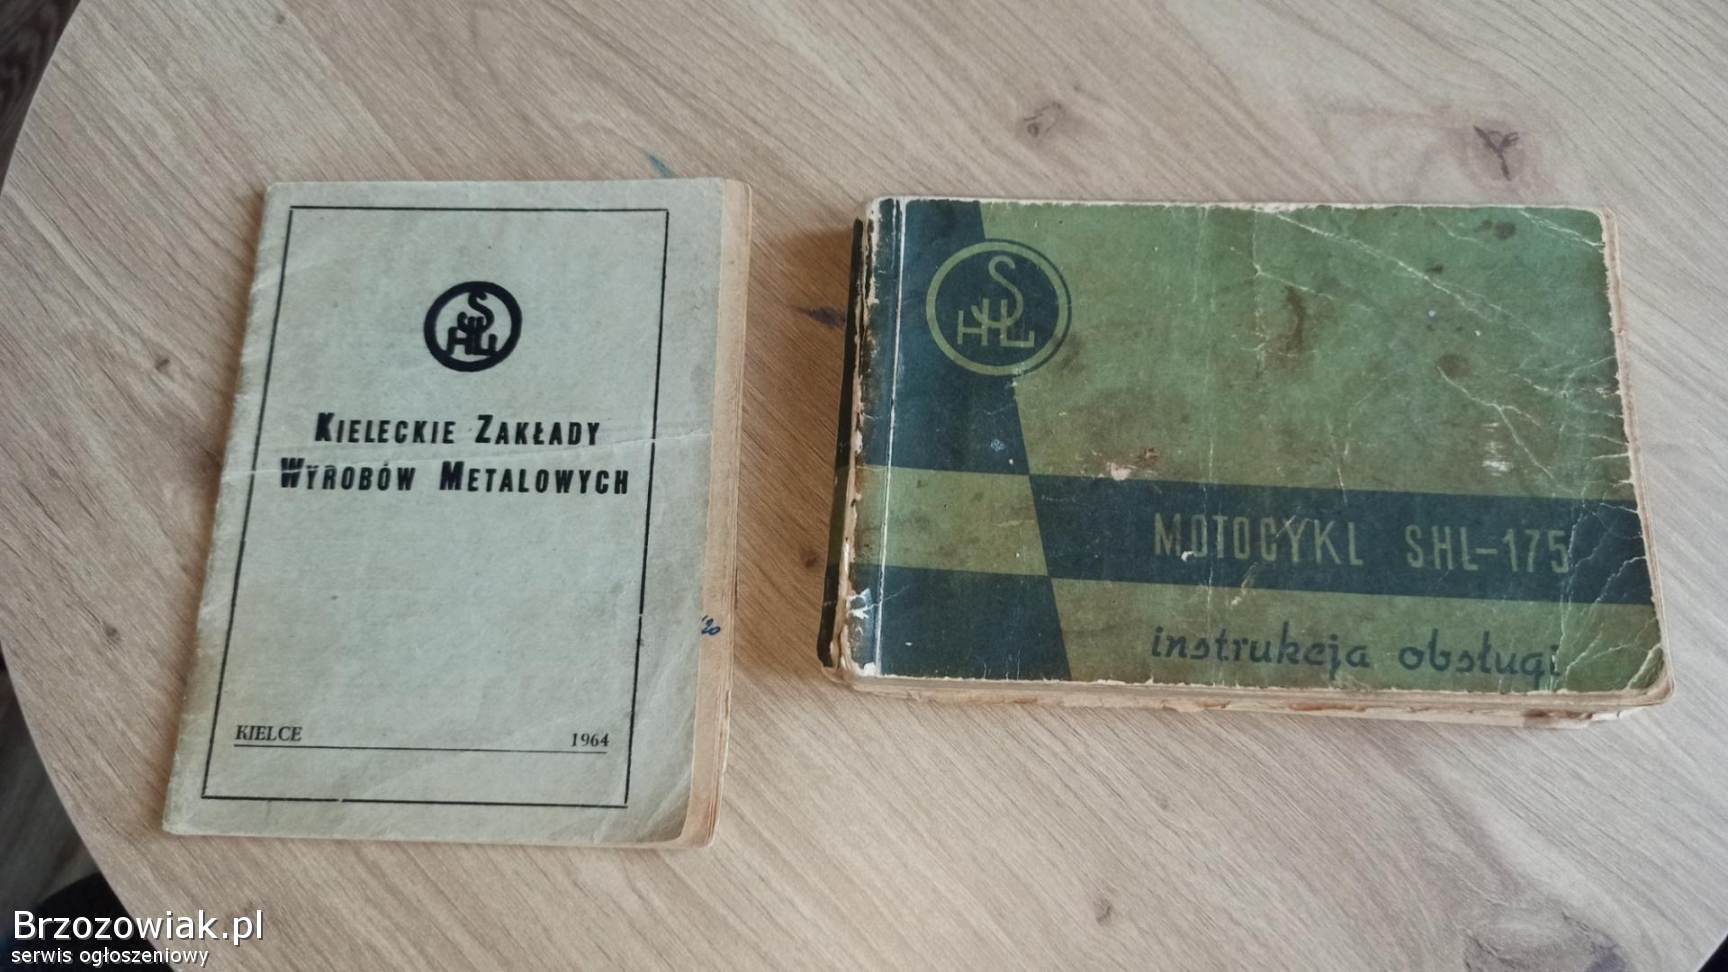 SHL
KIELECKIE ZAKŁADY
WYROBÓW METALOWYCH
KIELCE 1964
SHL
MOTOCYKL SHL-175
instrukcja obsługi
Brzozowiak.pl
serwis ogłoszeniowy